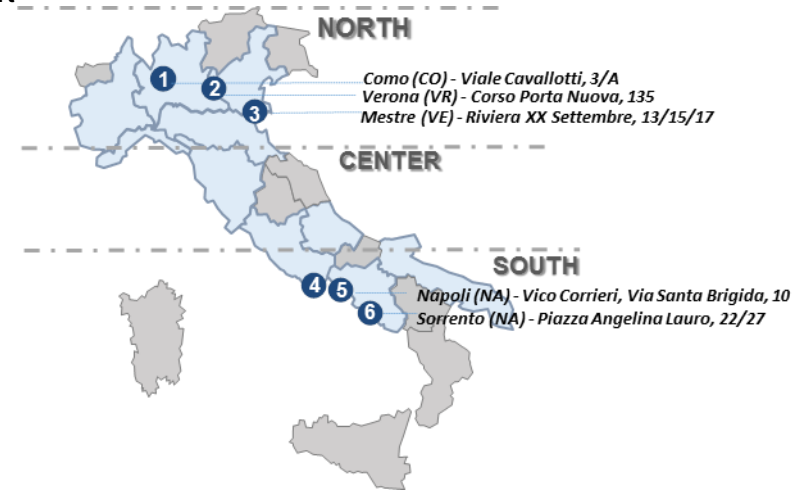 NORTH
1
Como (CO) - Viale Cavallotti, 3/A
2
Verona (VR) - Corso Porta Nuova, 135
3
Mestre (VE) - Riviera XX Settembre, 13/15/17
CENTER
SOUTH
4
5
Napoli (NA) - Vico Corrieri, Via Santa Brigida, 10
6
Sorrento (NA) - Piazza Angelina Lauro, 22/27